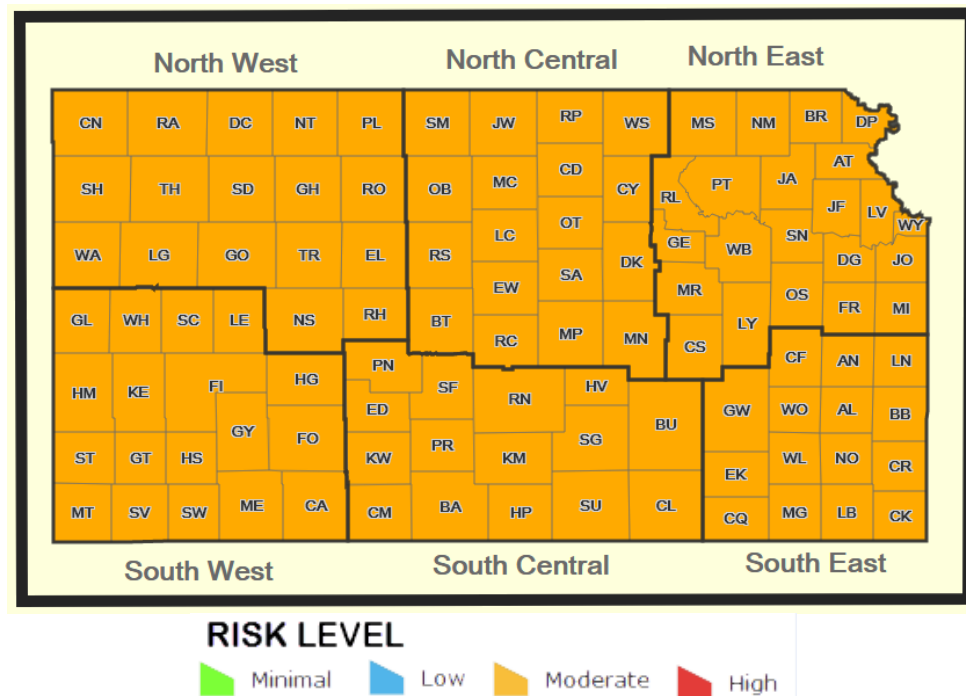 North West North Central North East
CN RA DC NT PL SM JW RP WS MS NM BR DP
SH TH SD GH RO OB MC CD CY RL PT JA AT
JF LV WY
WA LG GO TR EL RS LC OT DK GE WB SN DG JO
GL WH SC LE NS RH BT EW SA MR OS FR MI
RC MP MN CS LY
HM KE FI HG PN SF RN HV BU GW CF AN LN
GY FO ED SG WO AL BB
ST GT HS KW PR KM EK WL NO CR
MT SV SW ME CA CM BA HP SU CL CQ MG LB CK
South West South Central South East
RISK LEVEL
Minimal Low Moderate High